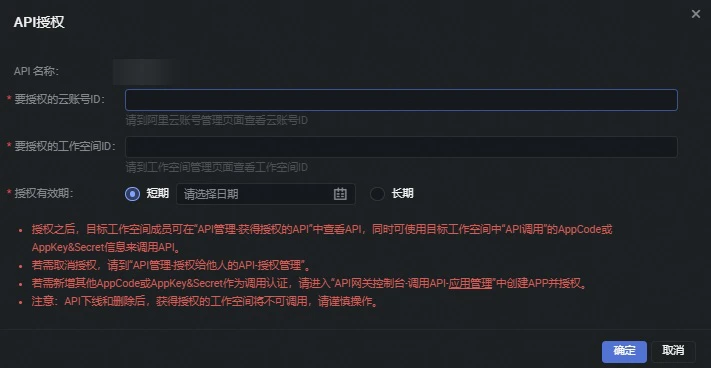 API授权
API 名称：
* 要授权的云账号ID：
请到阿里云账号管理页面查看云账号ID
* 要授权的工作空间ID：
请到工作空间管理页面查看工作空间ID
* 授权有效期： 短期 请选择日期 长期
• 授权之后，目标工作空间成员可在“API管理-获得授权的API”中查看API，同时可使用目标工作空间中“API调用”的AppCode或
AppKey&Secret信息来调用API。
• 若需取消授权，请到“API管理-授权给他人的API-授权管理”。
• 若需新增其他AppCode或AppKey&Secret作为调用认证，请进入“API网关控制台-调用API-应用管理”中创建APP并授权。
• 注意：API下线和删除后，获得授权的工作空间将不可调用，请谨慎操作。
确定 取消